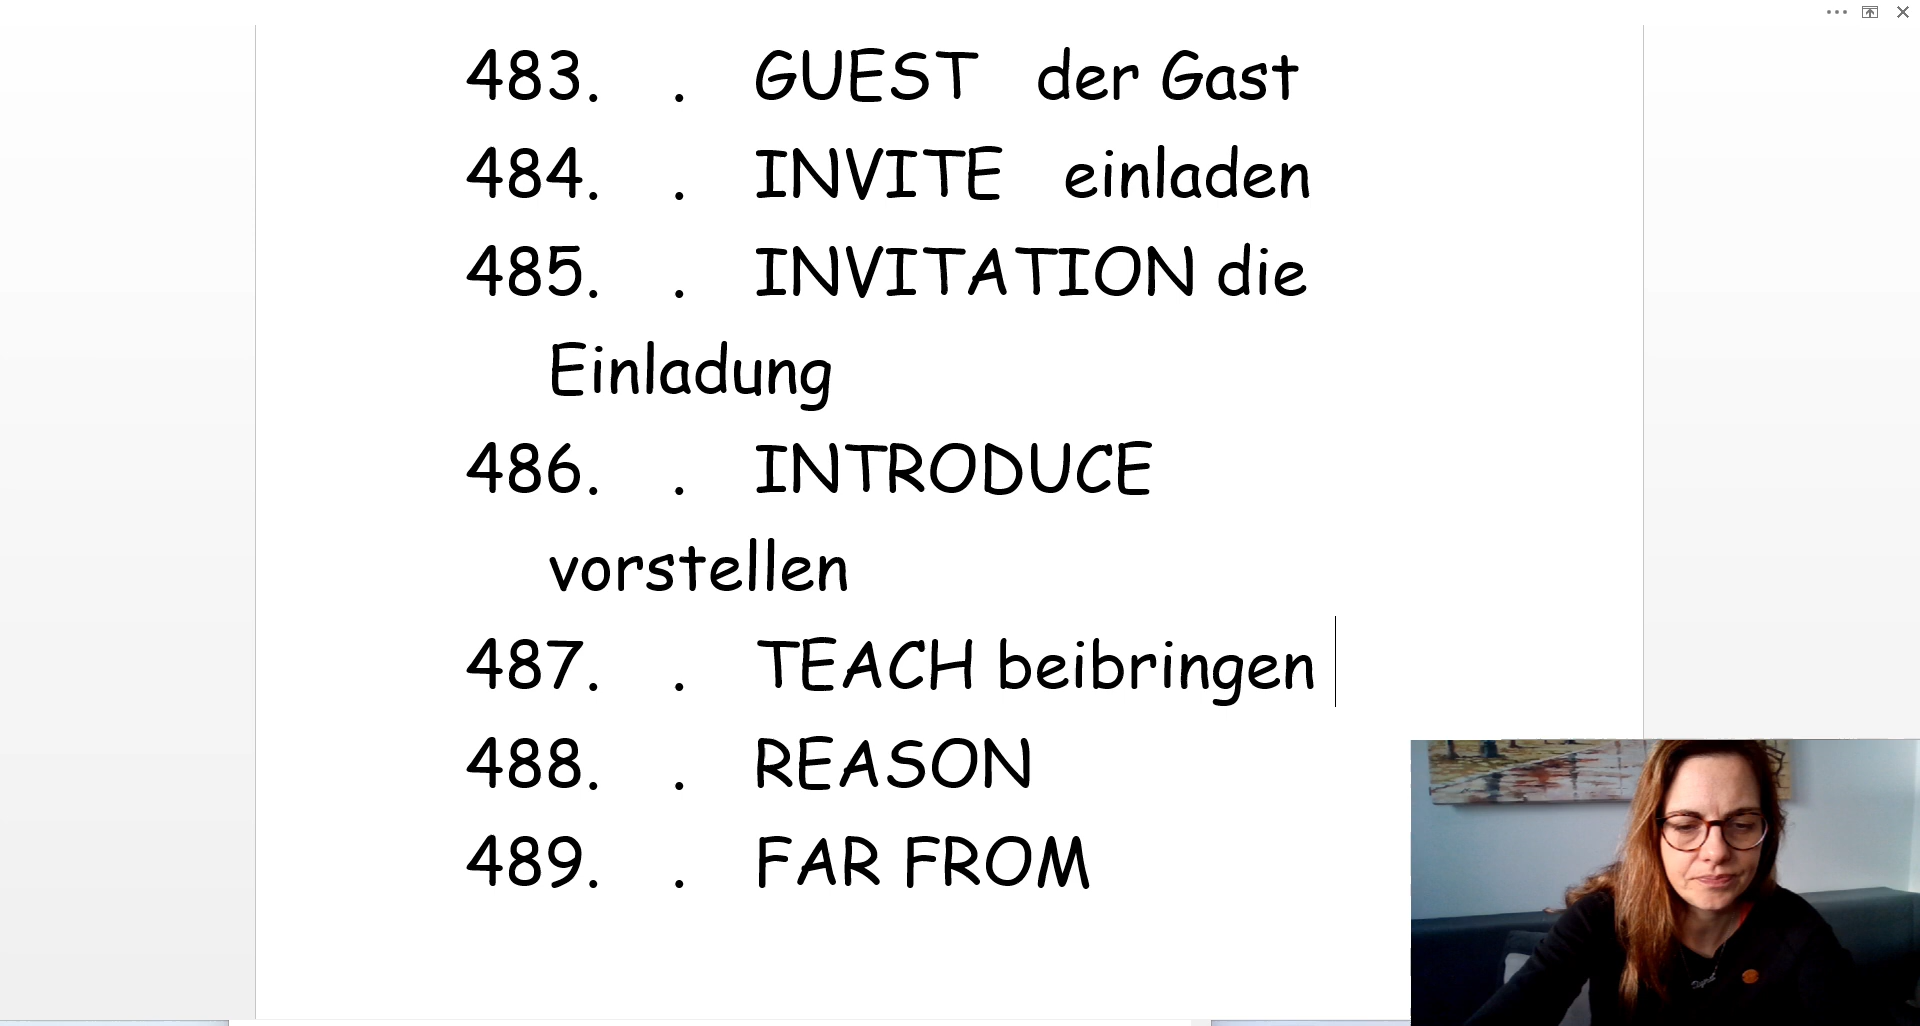 483. . GUEST der Gast
484. . INVITE einladen
485. . INVITATION die
Einladung
486. . INTRODUCE
vorstellen
487. . TEACH beibringen
488. . REASON
489. . FAR FROM